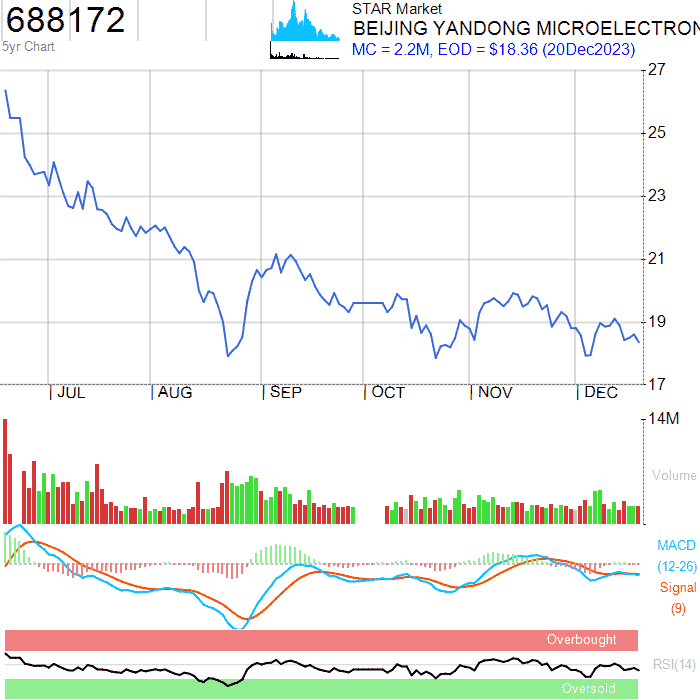 688172
5yr Chart
STAR Market
BEIJING YANDONG MICROELECTRON
MC = 2.2M, EOD = $18.36 (20Dec2023)
27
25
23
21
19
17
| JUL | AUG | SEP | OCT | NOV | DEC
14M
Volume
MACD
(12-26)
Signal
(9)
Overbought
RSI(14)
Oversold